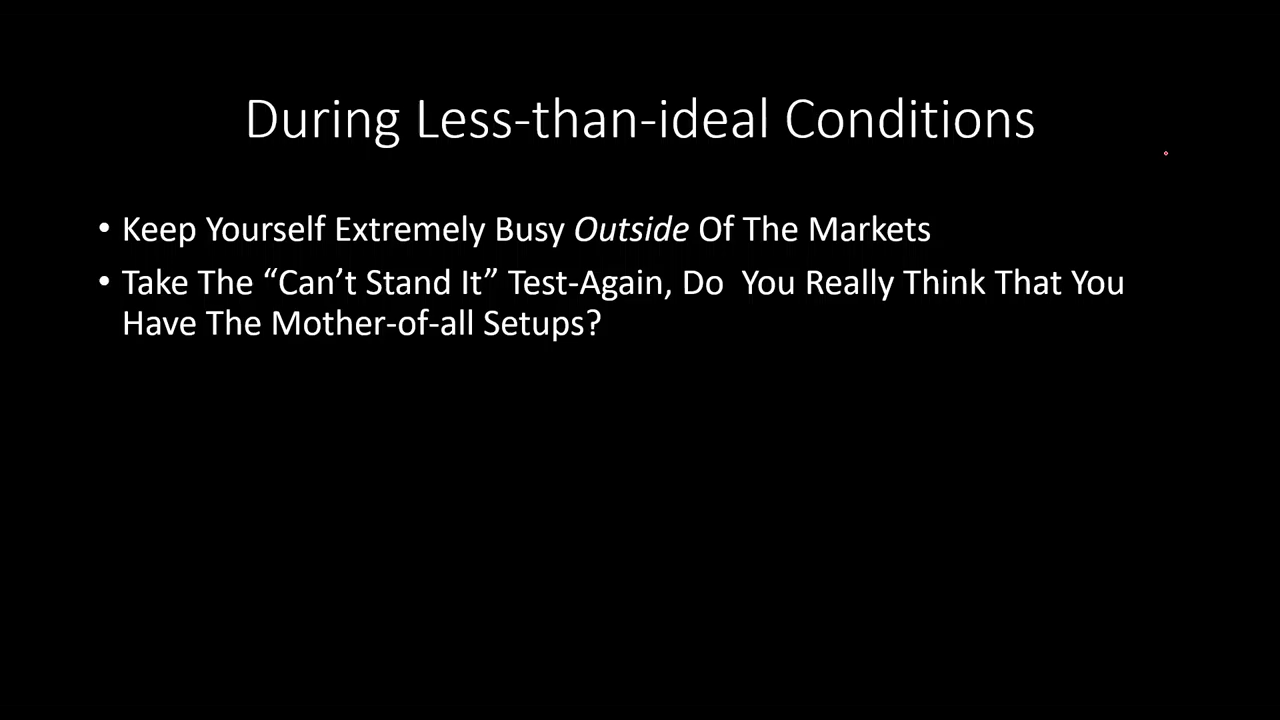 During Less-than-ideal Conditions
• Keep Yourself Extremely Busy Outside Of The Markets
• Take The “Can’t Stand It” Test-Again, Do  You Really Think That You
Have The Mother-of-all Setups?